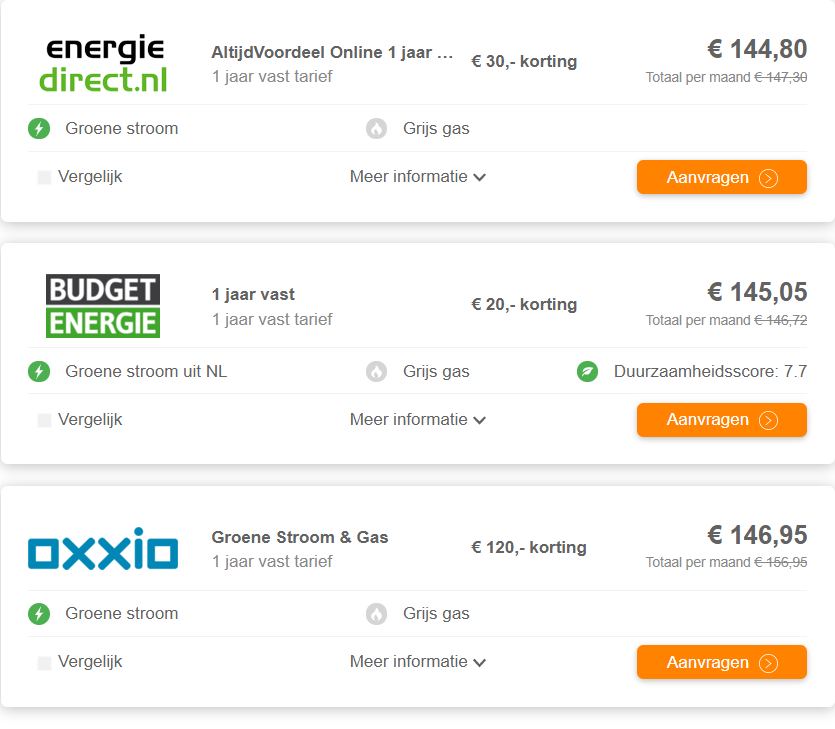 energie
direct.nl
AltijdVoordeel Online 1 jaar ...
1 jaar vast tarief
€ 30,- korting
€ 144,80
Totaal per maand € 147,30
Groene stroom
Grijs gas
Vergelijk
Meer informatie
Aanvragen
BUDGET
ENERGIE
1 jaar vast
1 jaar vast tarief
€ 20,- korting
€ 145,05
Totaal per maand € 146,72
Groene stroom uit NL
Grijs gas
Duurzaamheidsscore: 7.7
Vergelijk
Meer informatie
Aanvragen
oxxio
Groene Stroom & Gas
1 jaar vast tarief
€ 120,- korting
€ 146,95
Totaal per maand € 156,95
Groene stroom
Grijs gas
Vergelijk
Meer informatie
Aanvragen